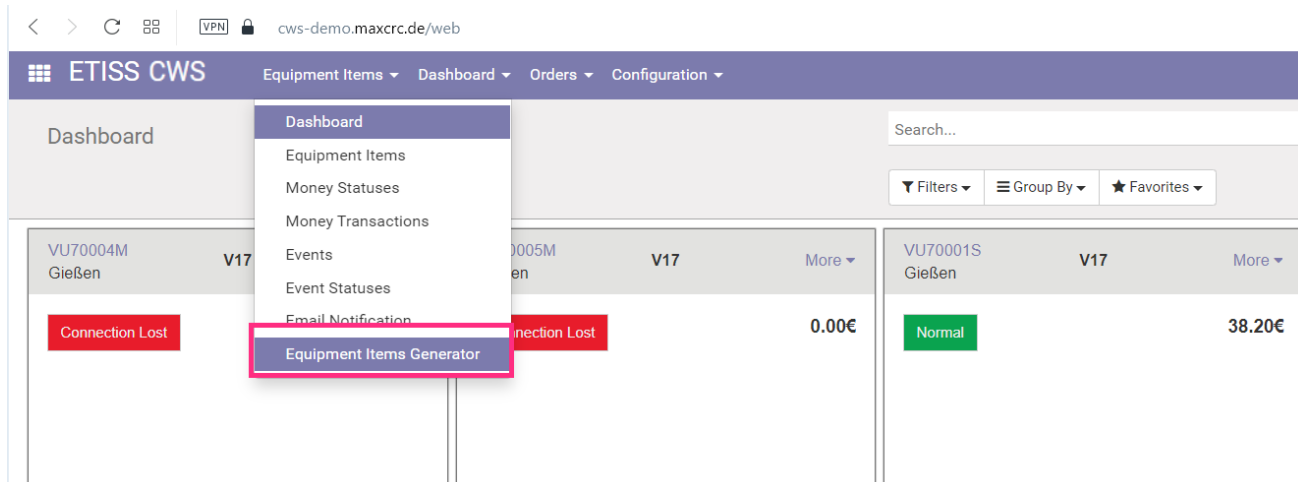 VPN cws-demo.maxcrc.de/web
ETISS CWS Equipment Items Dashboard Orders Configuration
Dashboard
Search...
Filters Group By Favorites
Dashboard
Equipment Items
Money Statuses
Money Transactions
Events
Event Statuses
Email Notification
Equipment Items Generator
VU70004M
Gießen
V17
Connection Lost
0005M
en
V17
More
nection Lost
0.00€
VU70001S
Gießen
V17
More
Normal
38.20€